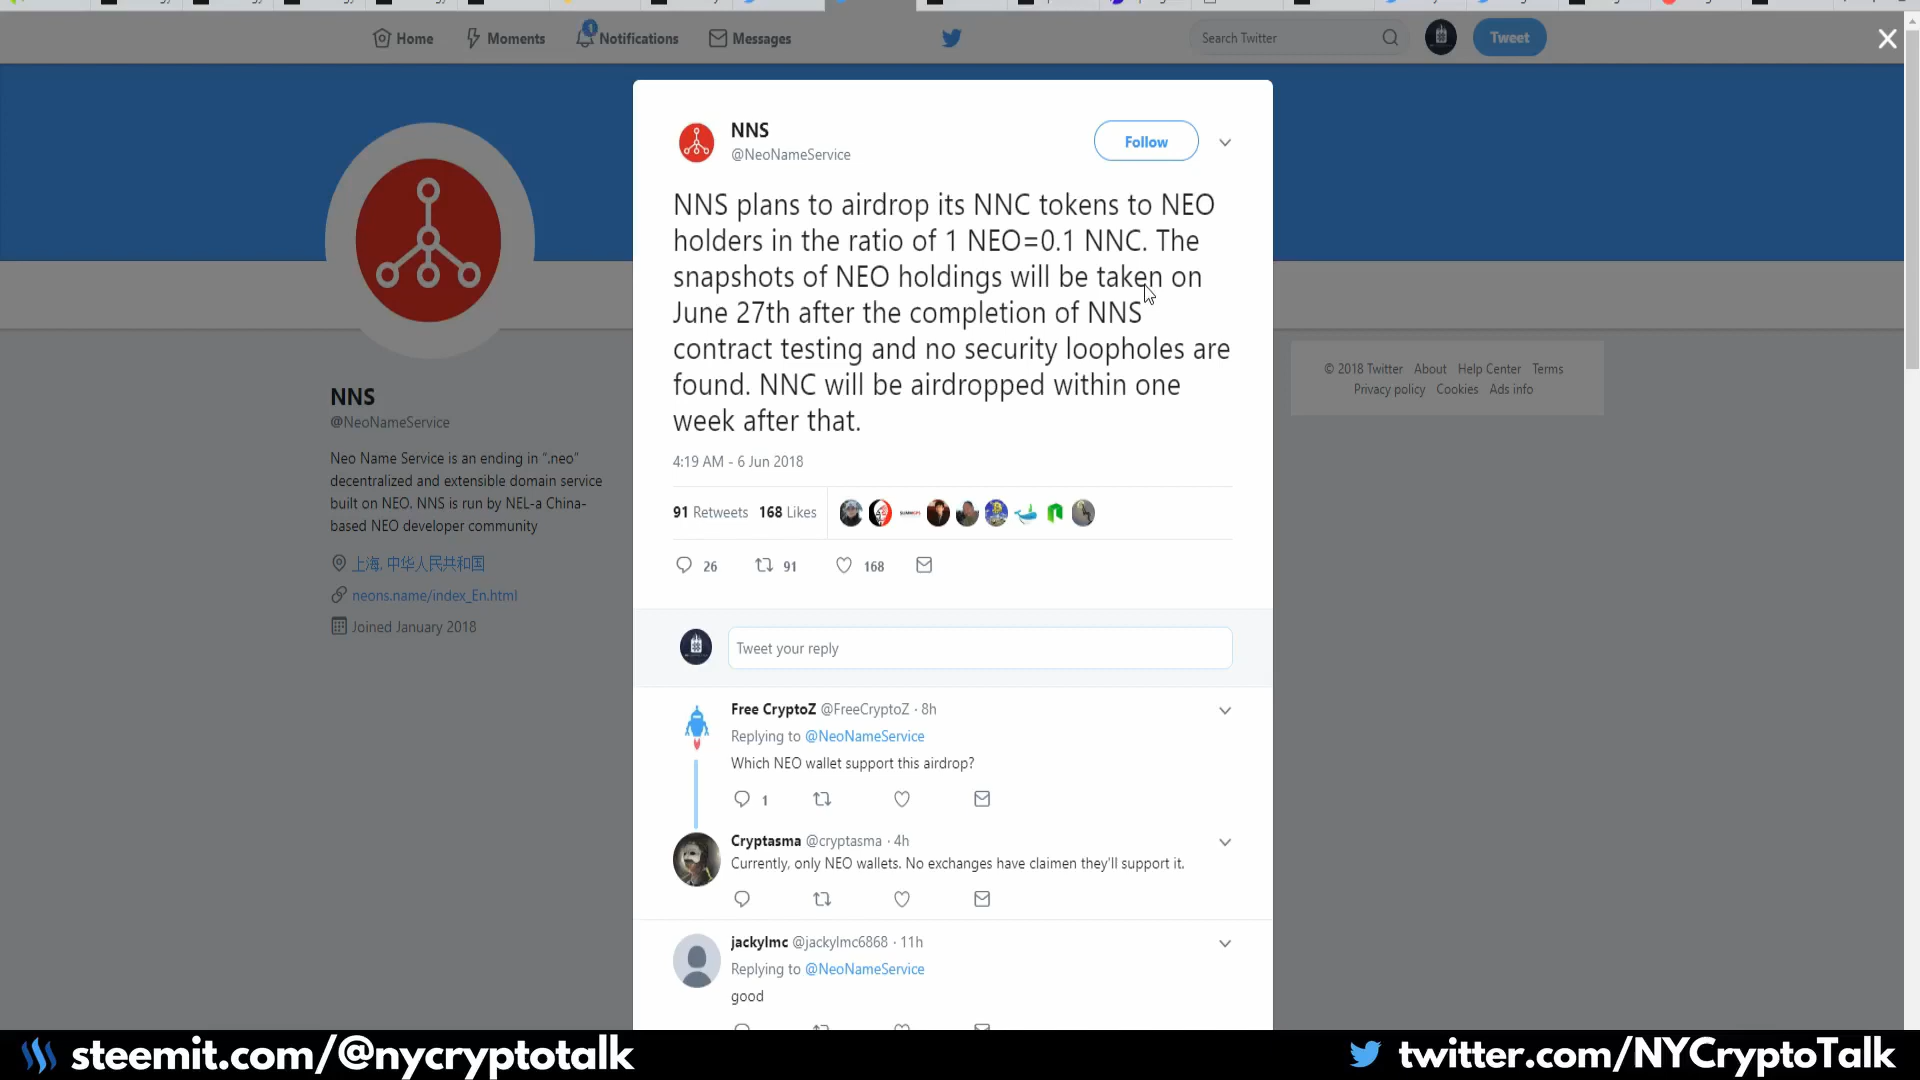 Home
Moments
1
Notifications
Messages
Search Twitter
Tweet
NNS
@NeoNameService
Follow
NNS plans to airdrop its NNC tokens to NEO
holders in the ratio of 1 NEO=0.1 NNC. The
snapshots of NEO holdings will be taken on
June 27th after the completion of NNS
contract testing and no security loopholes are
found. NNC will be airdropped within one
week after that.
4:19 AM - 6 Jun 2018
91 Retweets 168 Likes
26 91 168
Tweet your reply
Free CryptoZ @FreeCryptoZ · 8h
Replying to @NeoNameService
Which NEO wallet support this airdrop?
1
Cryptasma @cryptasma · 4h
Currently, only NEO wallets. No exchanges have claimen they'll support it.
jackylmc @jackylmc6868 · 11h
Replying to @NeoNameService
good
NNS
@NeoNameService
Neo Name Service is an ending in ".neo"
decentralized and extensible domain service
built on NEO. NNS is run by NEL-a China-
based NEO developer community
上海, 中华人民共和国
neons.name/index_En.html
Joined January 2018
© 2018 Twitter About Help Center Terms
Privacy policy Cookies Ads info
steemit.com/@nycryptotalk
twitter.com/NYCryptoTalk